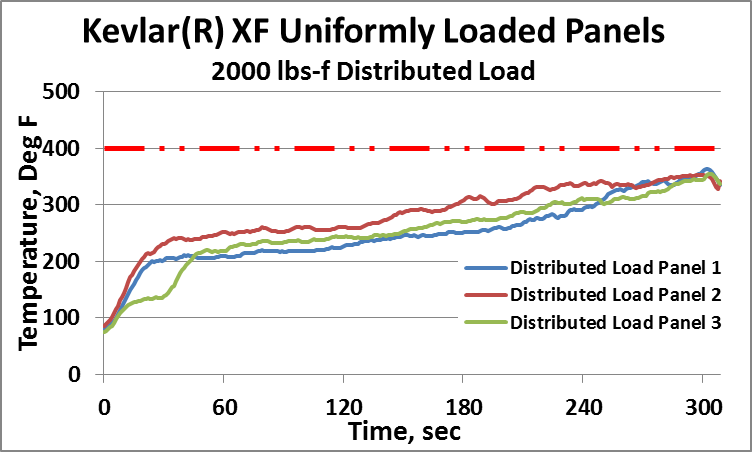 Kevlar(R) XF Uniformly Loaded Panels
2000 lbs-f Distributed Load
Temperature, Deg F
500
400
300
200
100
0
Distributed Load Panel 1
Distributed Load Panel 2
Distributed Load Panel 3
0 60 120 180 240 300
Time, sec